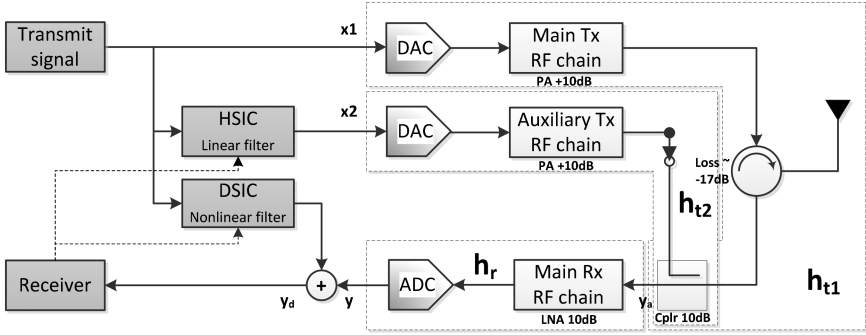 Transmit
signal
x1
DAC
Main Tx
RF chain
PA +10dB
HSIC
Linear filter
x2
DAC
Auxiliary Tx
RF chain
PA +10dB
Loss ~
-17dB
DSIC
Nonlinear filter
ht2
Receiver
yd
+
y
ADC
hr
Main Rx
RF chain
LNA 10dB
ya
Cplr 10dB
ht1